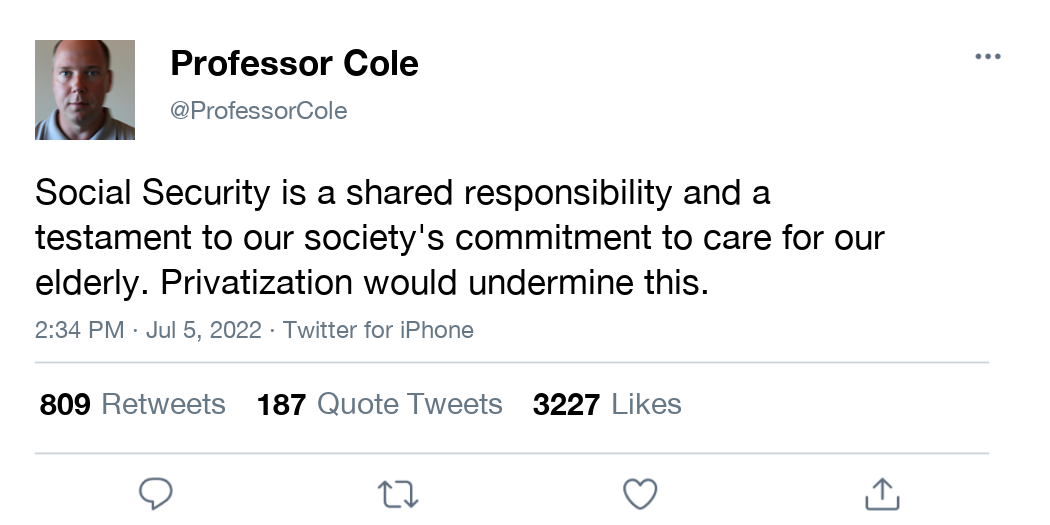 Professor Cole
@ProfessorCole
Social Security is a shared responsibility and a
testament to our society's commitment to care for our
elderly. Privatization would undermine this.
2:34 PM · Jul 5, 2022 · Twitter for iPhone
809 Retweets 187 Quote Tweets 3227 Likes